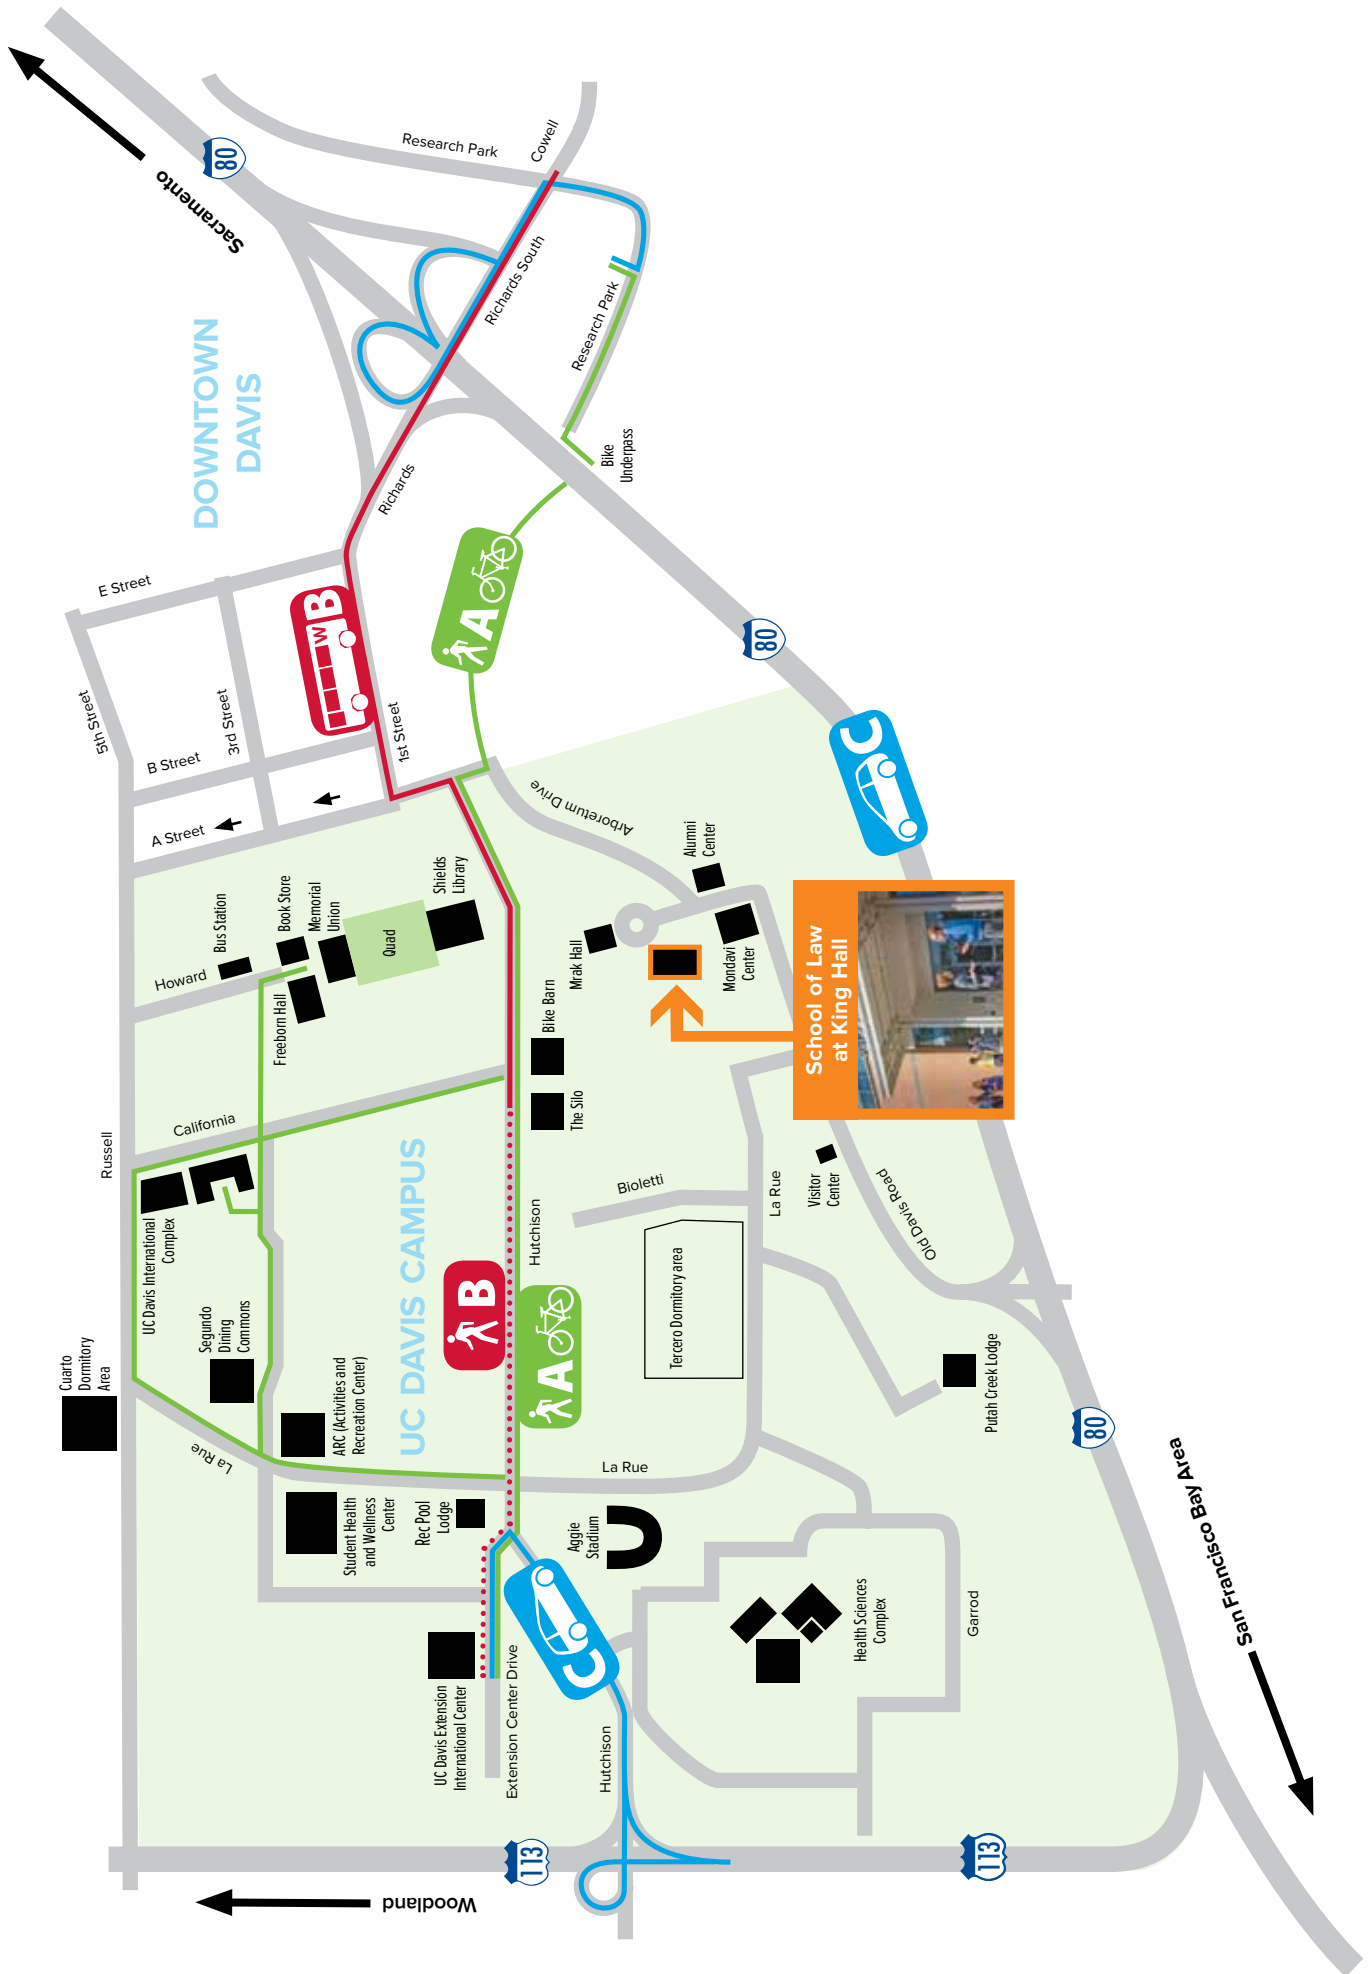 Sacramento
80
Research Park
Cowell
Richards South
Research Park
DOWNTOWN
DAVIS
Richards
Bike
Underpass
E Street
5th Street
3rd Street
B Street
A Street
1st Street
W
B
A
80
C
Arboretum Drive
Alumni
Center
Bus Station
Book Store
Memorial
Union
Shields
Library
Quad
Howard
Freeborn Hall
Mrak Hall
Mondavi
Center
Bike Barn
The Silo
School of Law
at King Hall
Russell
California
UC Davis International
Complex
Segundo
Dining
Commons
Cuarto
Dormitory
Area
UC DAVIS CAMPUS
Hutchison
Bioletti
La Rue
Visitor
Center
Old Davis Road
Tercero Dormitory area
B
A
ARC (Activities and
Recreation Center)
La Rue
La Rue
Putah Creek Lodge
80
Student Health
and Wellness
Center
Rec Pool
Lodge
Aggie
Stadium
San Francisco Bay Area
C
UC Davis Extension
International Center
Extension Center Drive
Hutchison
Health Sciences
Complex
Garrod
113
113
Woodland